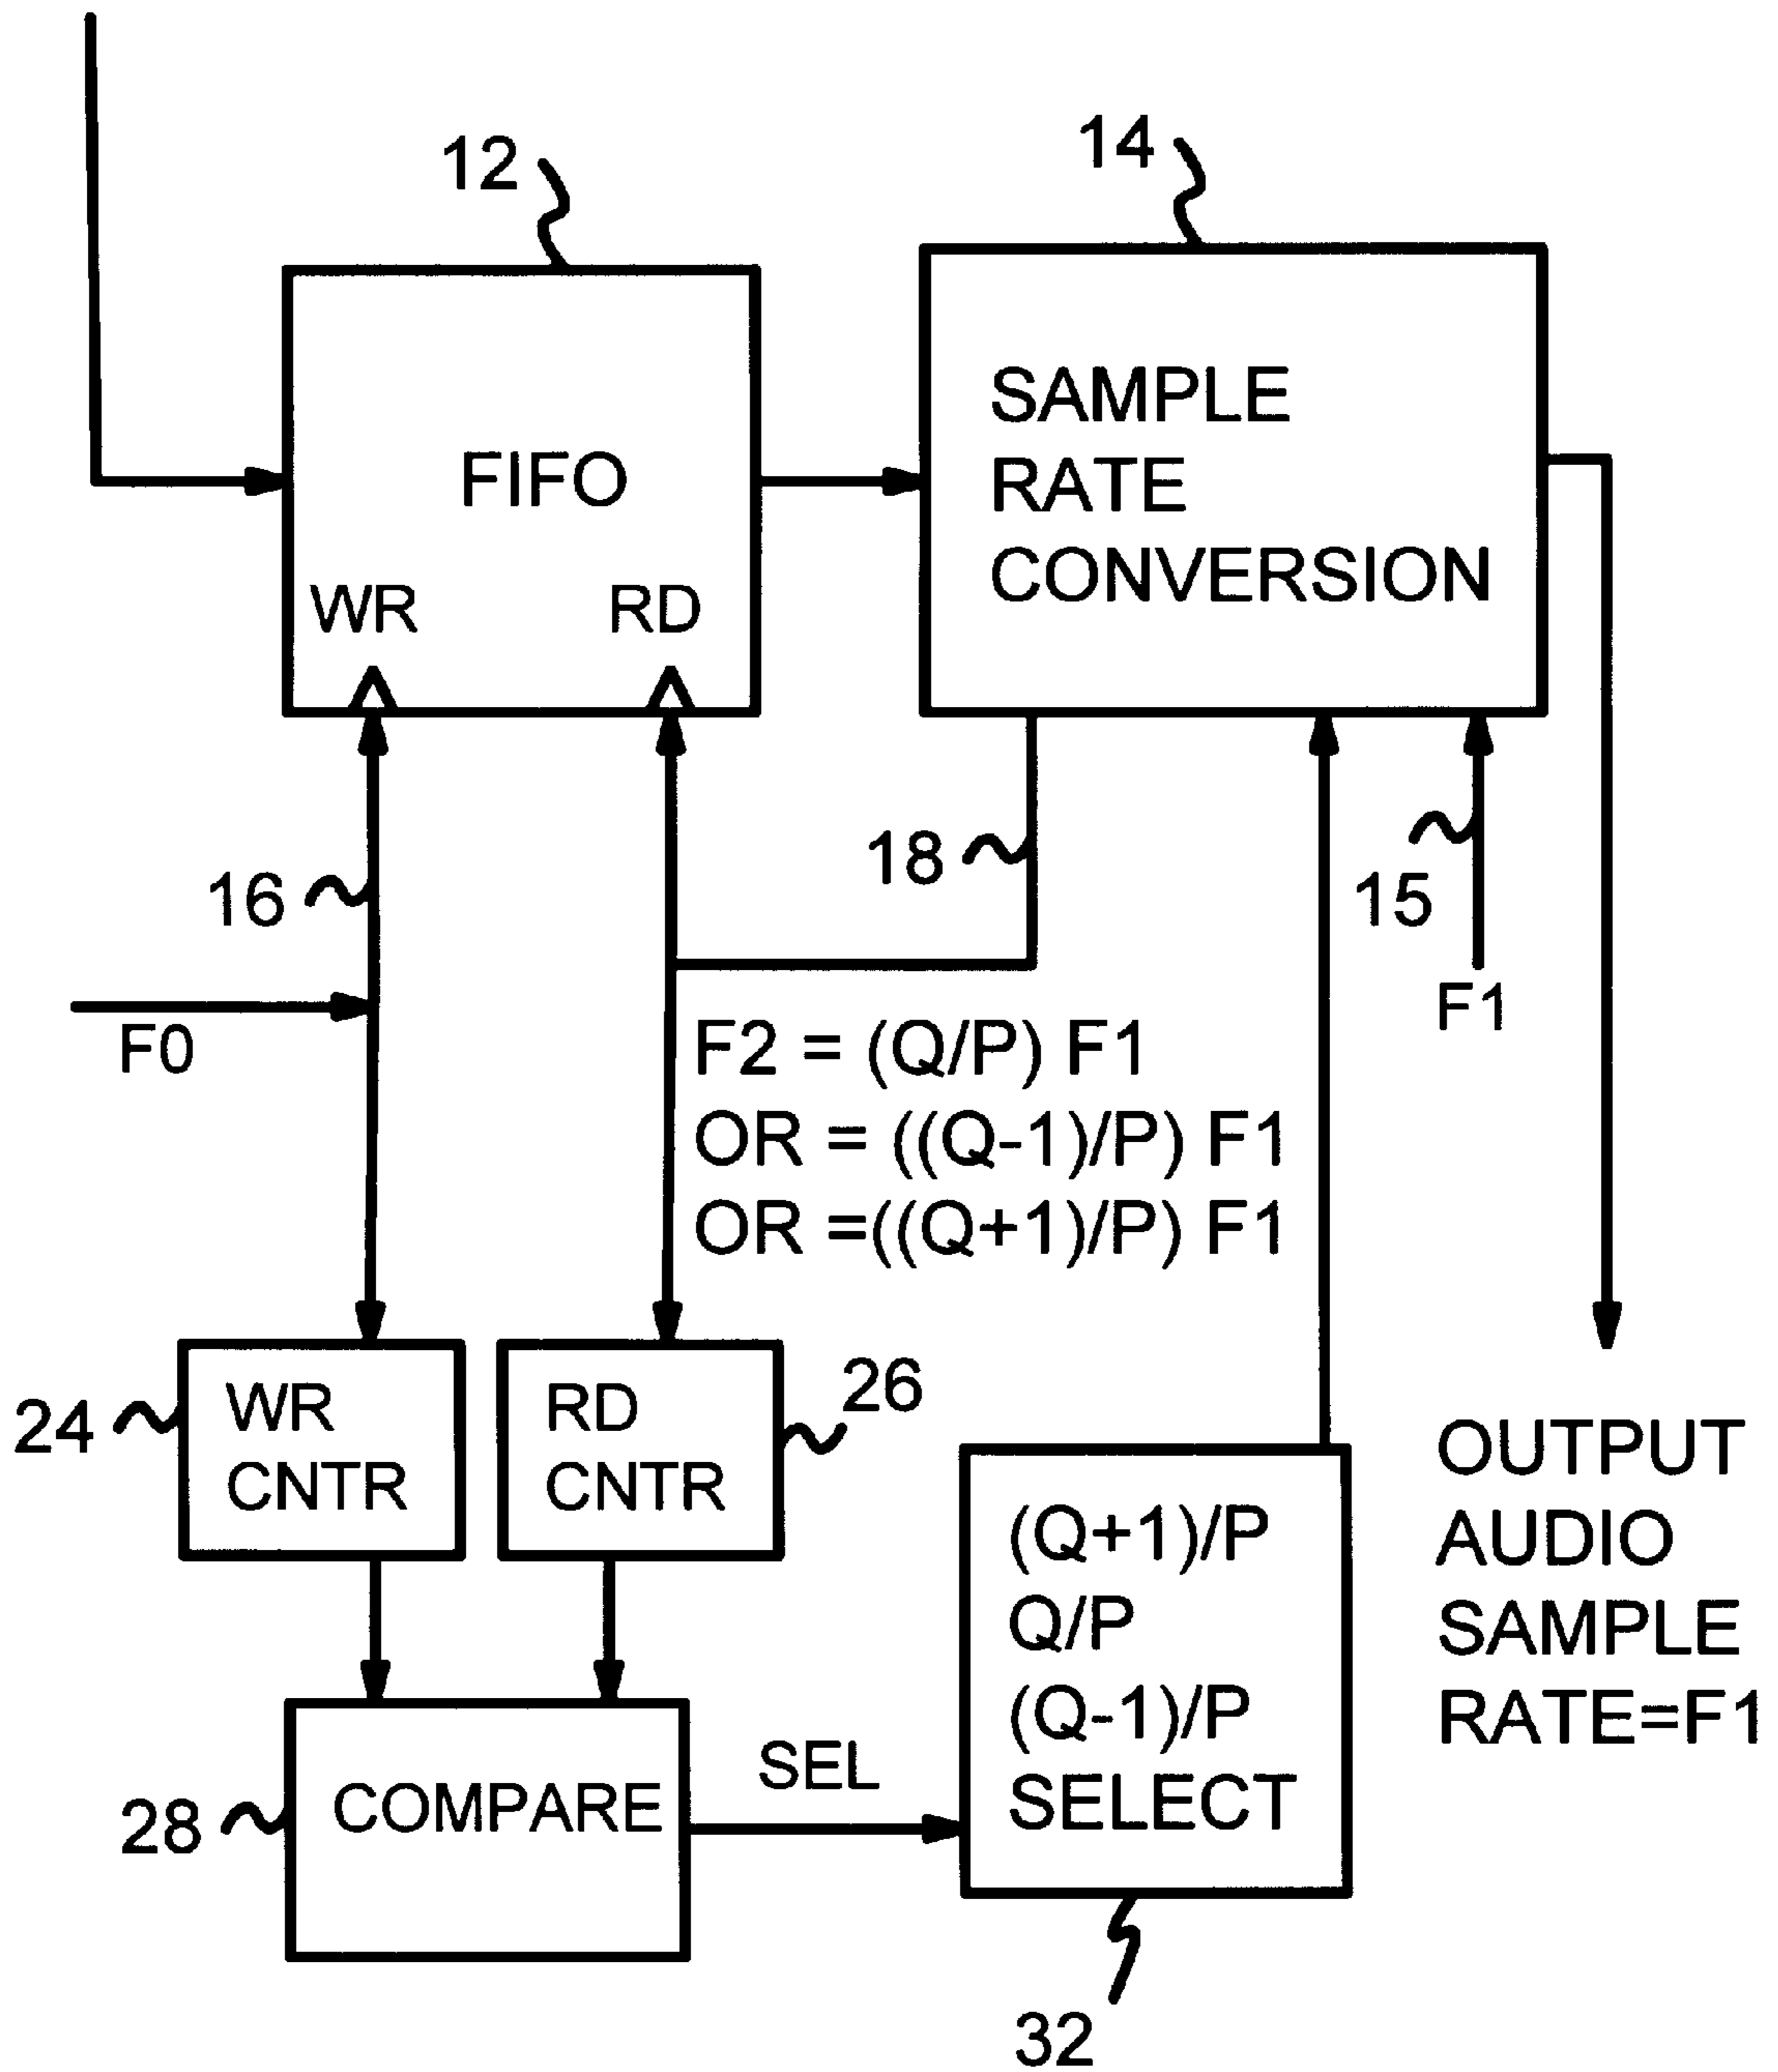 12
14
FIFO
WR
RD
SAMPLE
RATE
CONVERSION
16
18
15
F0
F1
F2 = (Q/P) F1
OR = ((Q-1)/P) F1
OR =((Q+1)/P) F1
24
WR
CNTR
RD
CNTR
26
28
COMPARE
SEL
(Q+1)/P
Q/P
(Q-1)/P
SELECT
32
OUTPUT
AUDIO
SAMPLE
RATE=F1